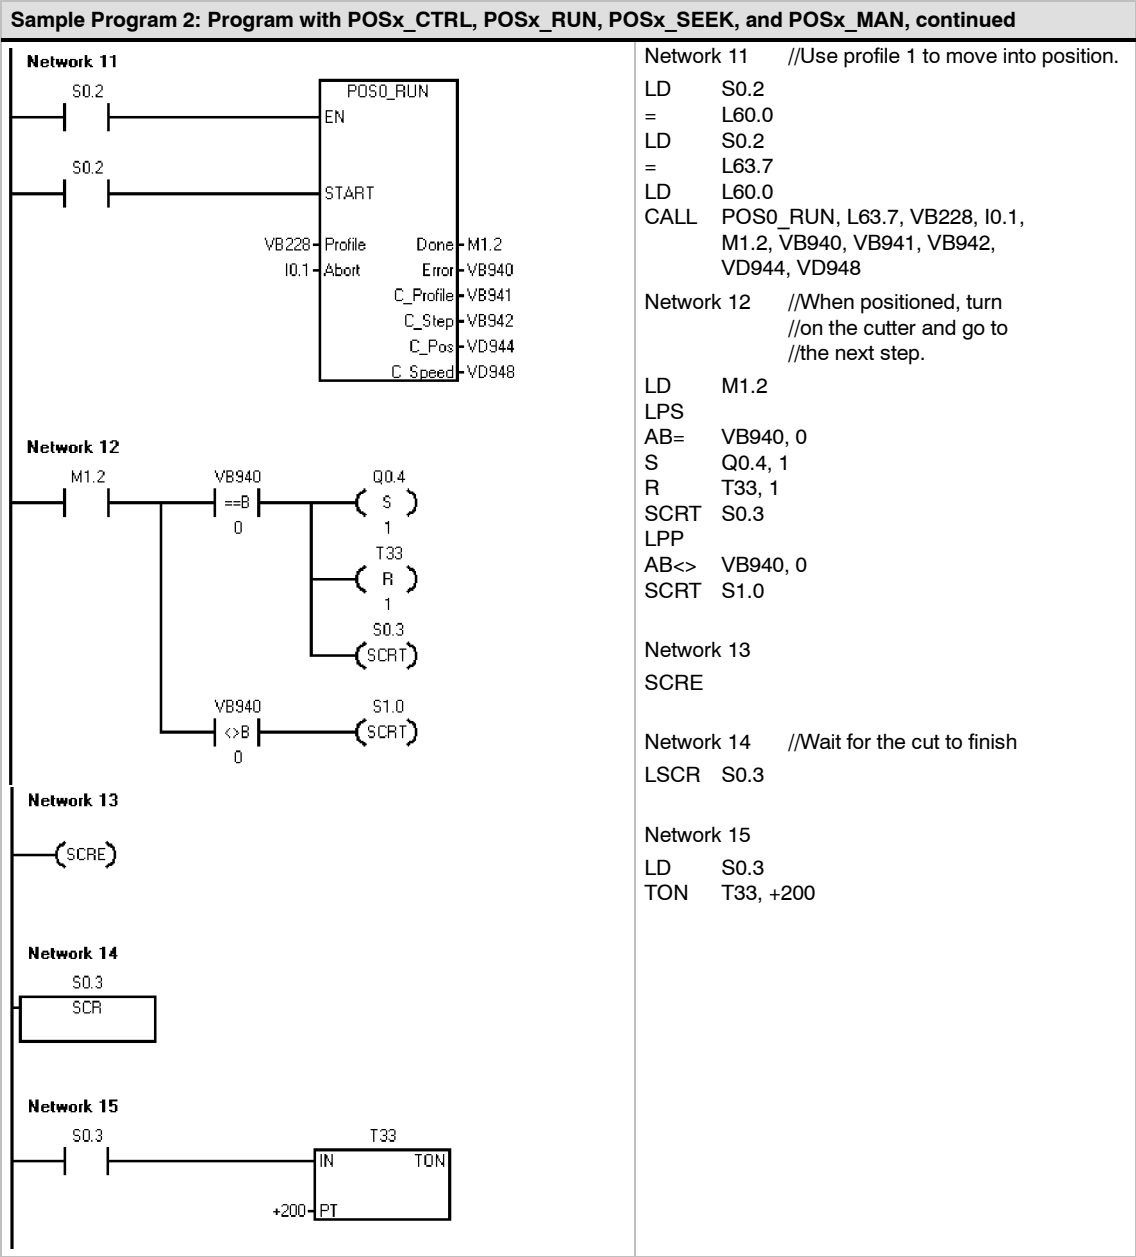 Sample Program 2: Program with POSx_CTRL, POSx_RUN, POSx_SEEK, and POSx_MAN, continued
Network 11
S0.2
POS0_RUN
EN
S0.2
START
VB228 Profile Done M1.2
I0.1 Abort Error VB940
C_Profile VB941
C_Step VB942
C_Pos VD944
C_Speed VD948
Network 12
M1.2 VB940 Q0.4
==B S
0 1
T33
R
1
S0.3
SCRT
VB940 S1.0
<>B SCRT
0
Network 13
SCRE
Network 14
S0.3
SCR
Network 15
S0.3 T33
IN TON
+200 PT
Network 11 //Use profile 1 to move into position.
LD S0.2
= L60.0
LD S0.2
= L63.7
LD L60.0
CALL POS0_RUN, L63.7, VB228, I0.1,
M1.2, VB940, VB941, VB942,
VD944, VD948
Network 12 //When positioned, turn
//on the cutter and go to
//the next step.
LD M1.2
LPS
AB= VB940, 0
S Q0.4, 1
R T33, 1
SCRT S0.3
LPP
AB<> VB940, 0
SCRT S1.0
Network 13
SCRE
Network 14 //Wait for the cut to finish
LSCR S0.3
Network 15
LD S0.3
TON T33, +200